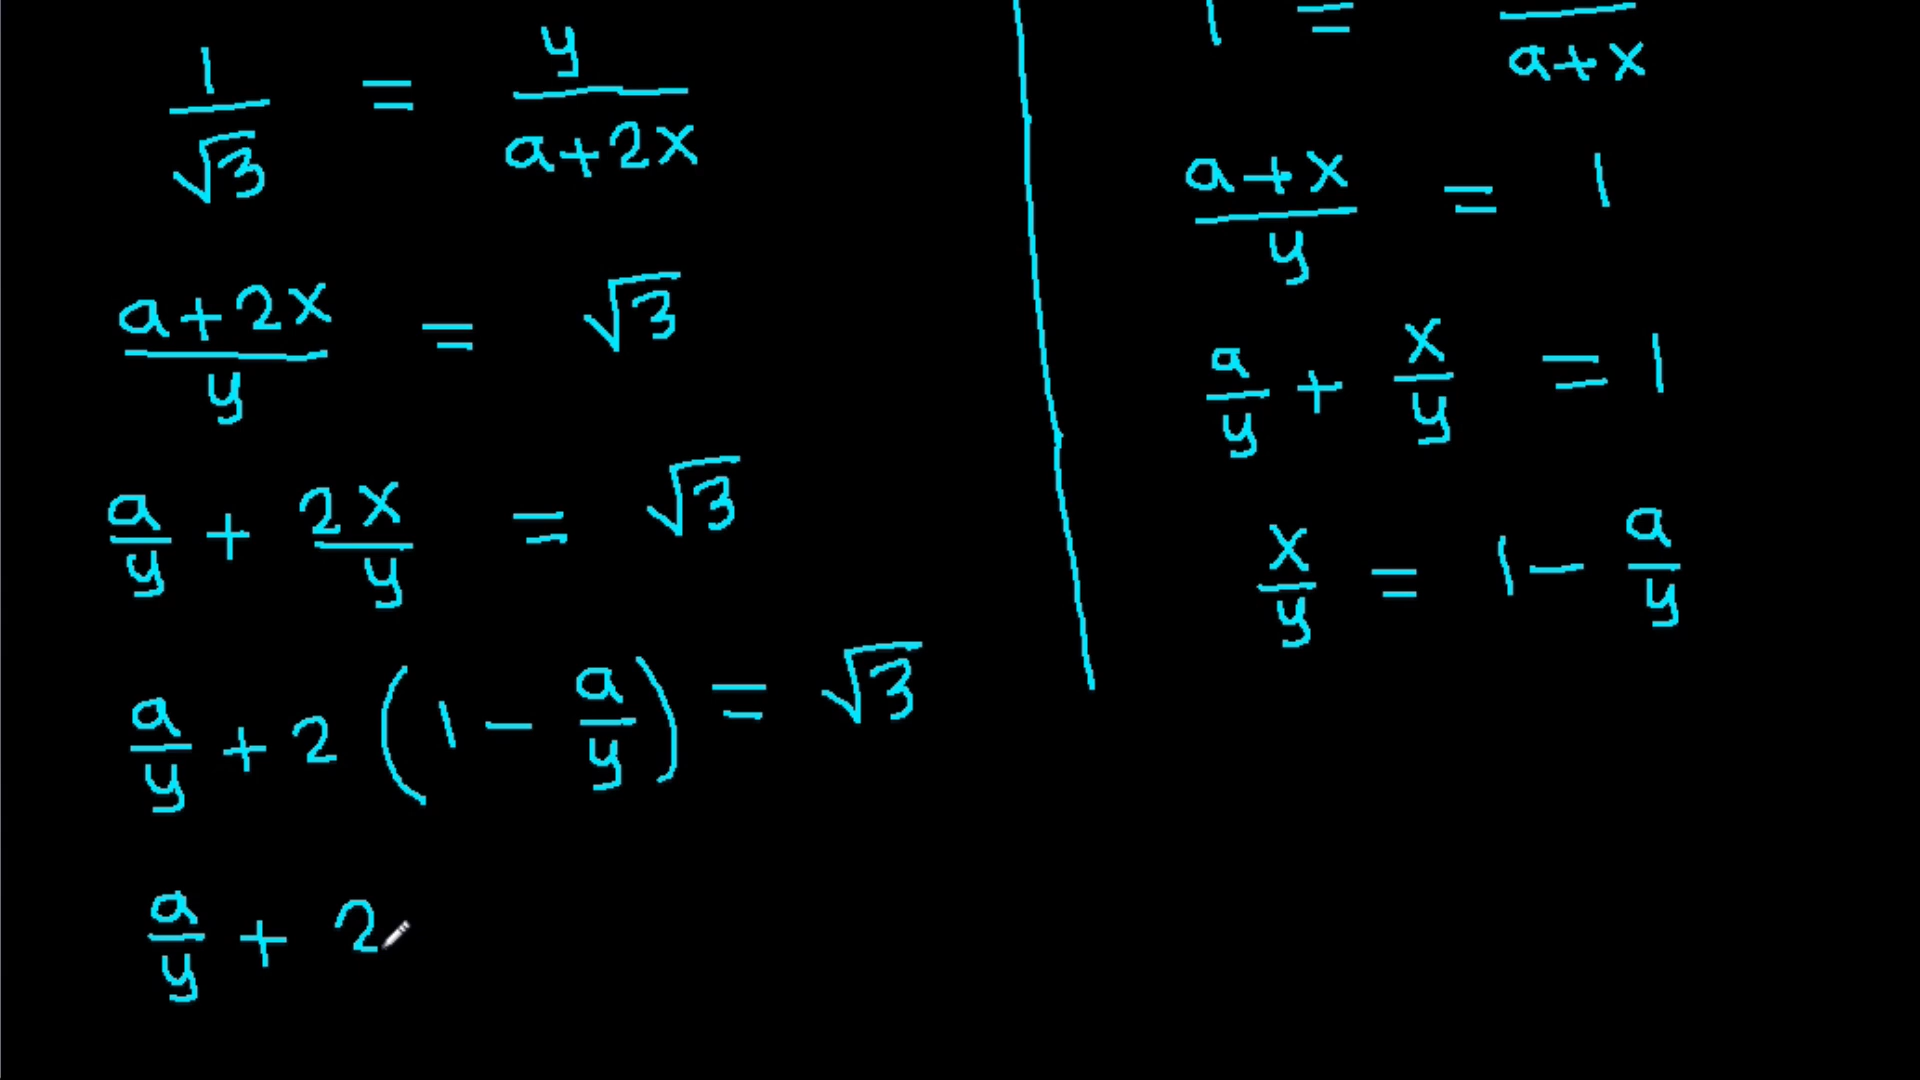 1/√3 = y/(a+2x)
(a+2x)/y = √3
a/y + 2x/y = √3
a/y + 2(1 - a/y) = √3
a/y + 2
1 = /(a+x)
(a+x)/y = 1
a/y + x/y = 1
x/y = 1 - a/y